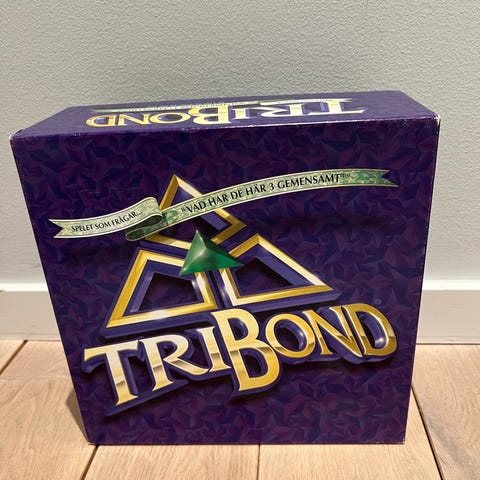 TRIBOND
SPELET SOM FRÅGAR...
"VAD HAR DE HÄR 3 GEMENSAMT"
TRIBOND®